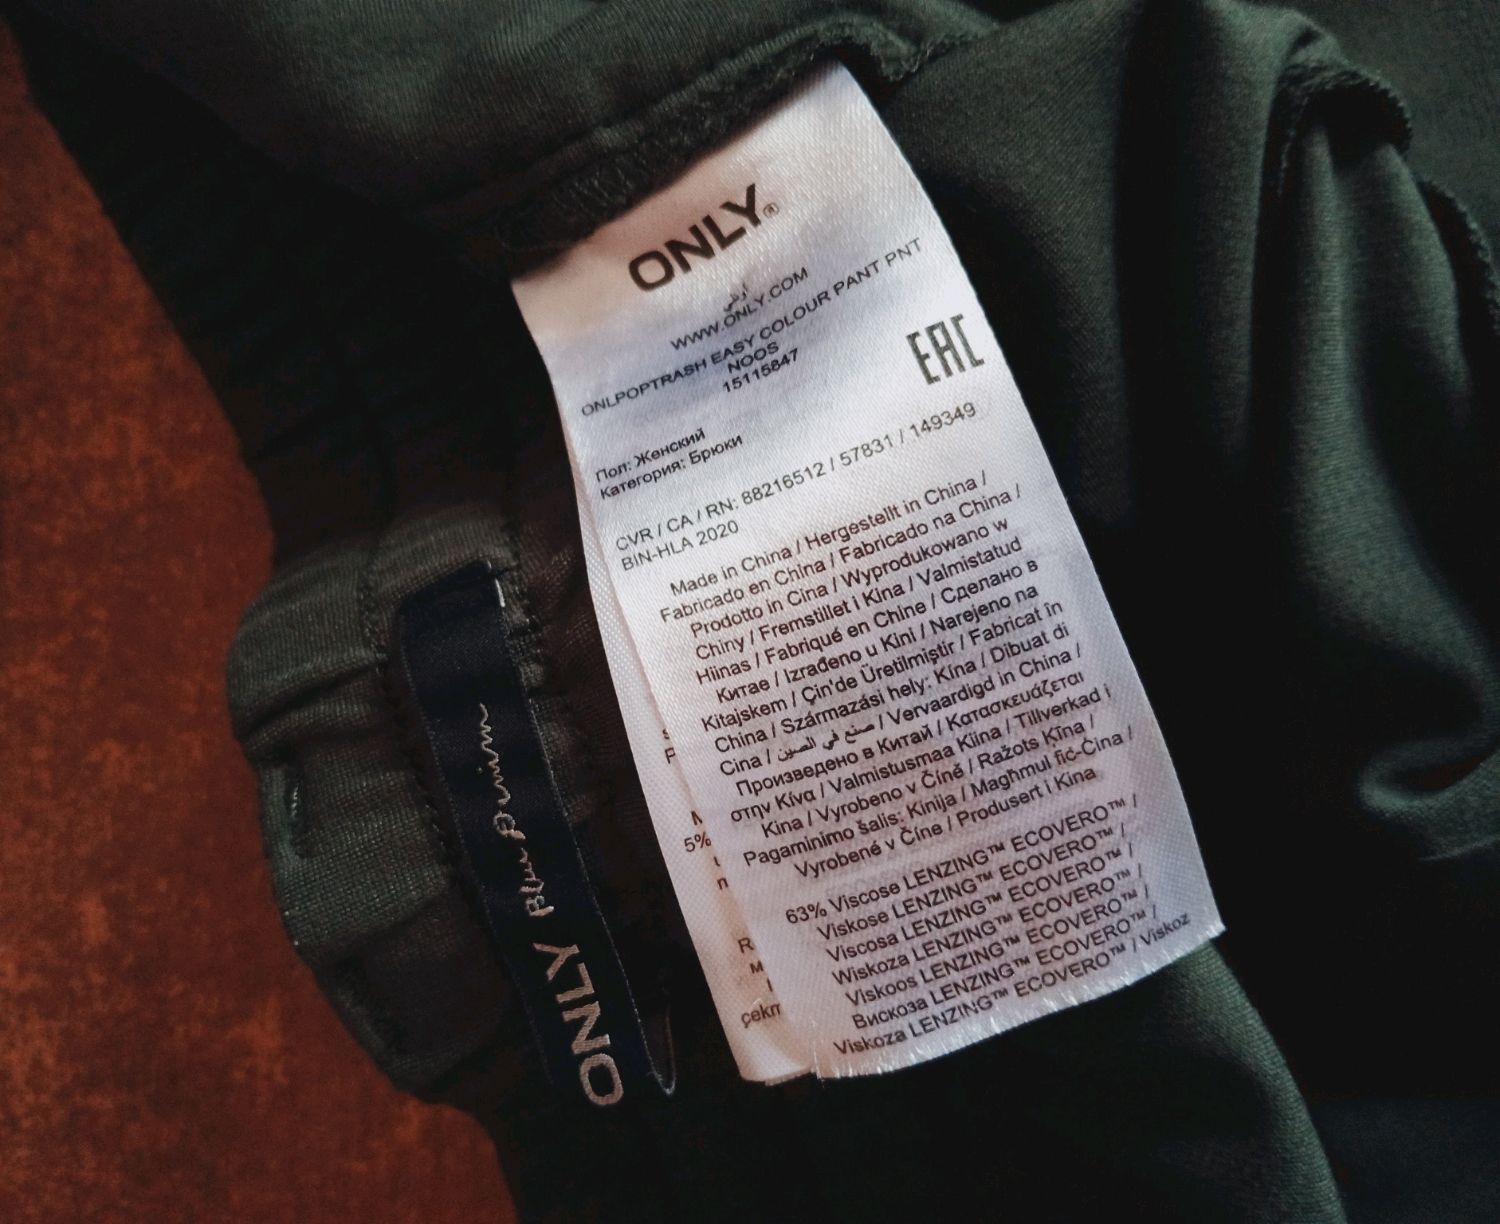 ONLY®
أونلي
WWW.ONLY.COM
ONLPOPTRASH EASY COLOUR PANT PNT
NOOS
15115847
EAC
Пол: Женский
Категория: Брюки
CVR / CA / RN: 88216512 / 57831 / 149349
BIN-HLA 2020
Made in China / Hergestellt in China /
Fabricado en China / Fabricado na China /
Prodotto in Cina / Wyprodukowano w
Chiny / Fremstillet i Kina / Valmistatud
Hiinas / Fabriqué en Chine / Сделано в
Китае / Izrađeno u Kini / Narejeno na
Kitajskem / Çin'de Üretilmiştir / Fabricat în
China / Származási hely: Kína / Dibuat di
Cina / صنع في الصين / Vervaardigd in China /
Произведено в Китай / Κατασκευάζεται
στην Κίνα / Valmistusmaa Kiina / Tillverkad i
Kina / Vyrobeno v Číně / Ražots Ķīna /
Pagaminimo šalis: Kinija / Maghmul fiċ-Ċina /
Vyrobené v Číne / Produsert i Kina
63% Viscose LENZING™ ECOVERO™ /
Viskose LENZING™ ECOVERO™ /
Viscosa LENZING™ ECOVERO™ /
Wiskoza LENZING™ ECOVERO™ /
Viskoos LENZING™ ECOVERO™ /
Вискоза LENZING™ ECOVERO™ /
Viskoza LENZING™ ECOVERO™ / Viskoz
5%
çekm
ONLY Blue Denim